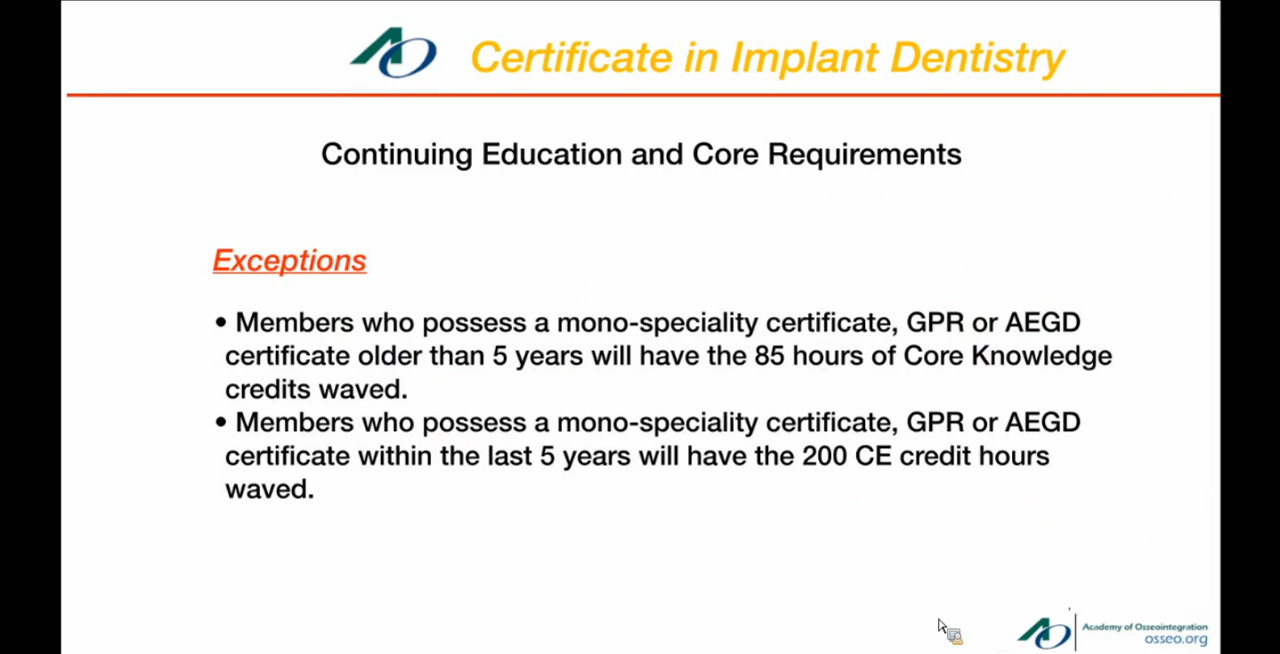 AO Certificate in Implant Dentistry
Continuing Education and Core Requirements
Exceptions
• Members who possess a mono-speciality certificate, GPR or AEGD
certificate older than 5 years will have the 85 hours of Core Knowledge
credits waved.
• Members who possess a mono-speciality certificate, GPR or AEGD
certificate within the last 5 years will have the 200 CE credit hours
waved.
AO Academy of Osseointegration
osseo.org